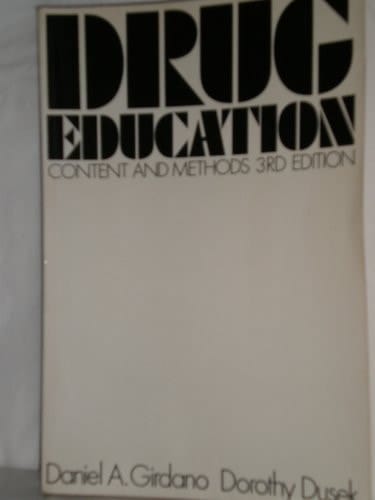 DRUG
EDUCATION
CONTENT AND METHODS 3RD EDITION
Daniel A. Girdano Dorothy Dusek